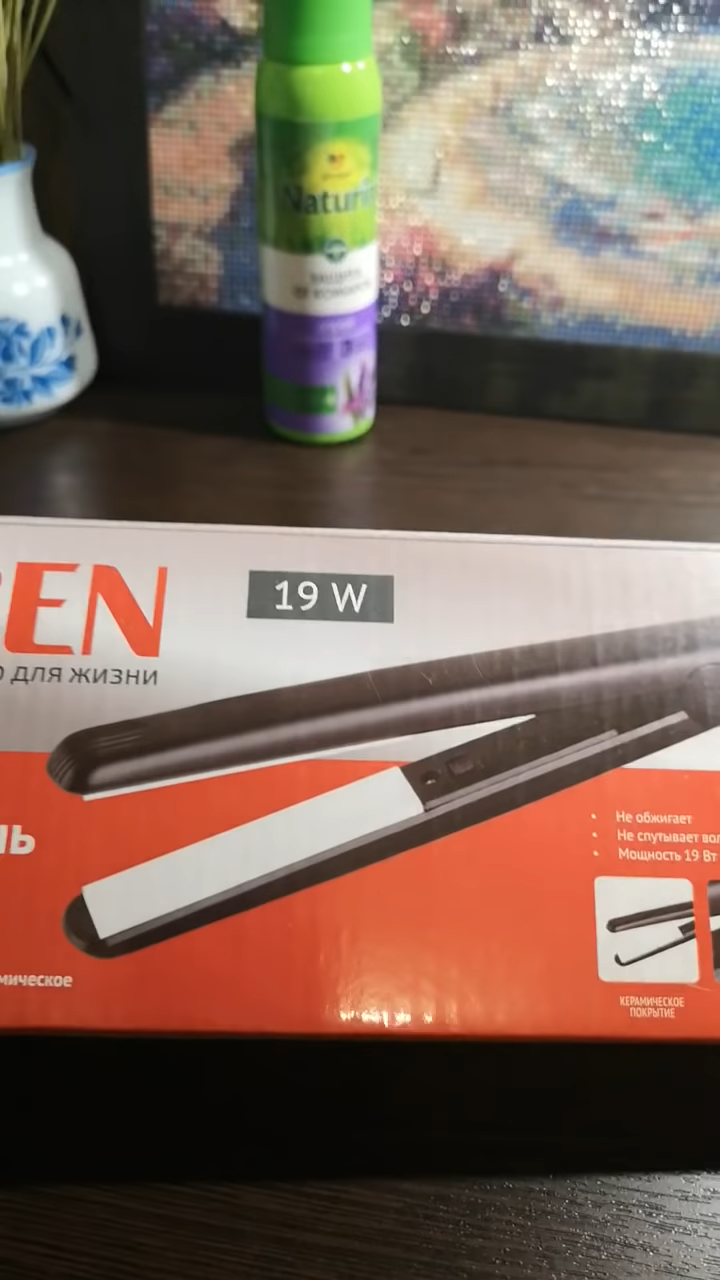 Naturin
ЗАЩИТА
ОТ КОМАРОВ
EN
19 W
ДЛЯ ЖИЗНИ
ЛЬ
• Не обжигает
• Не спутывает вол
• Мощность 19 Вт
мическое
КЕРАМИЧЕСКОЕ
ПОКРЫТИЕ